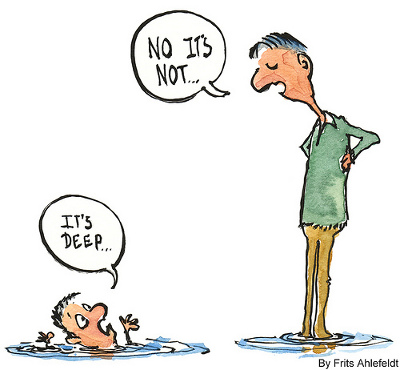 NO IT'S
NOT...
IT'S
DEEP...
By Frits Ahlefeldt